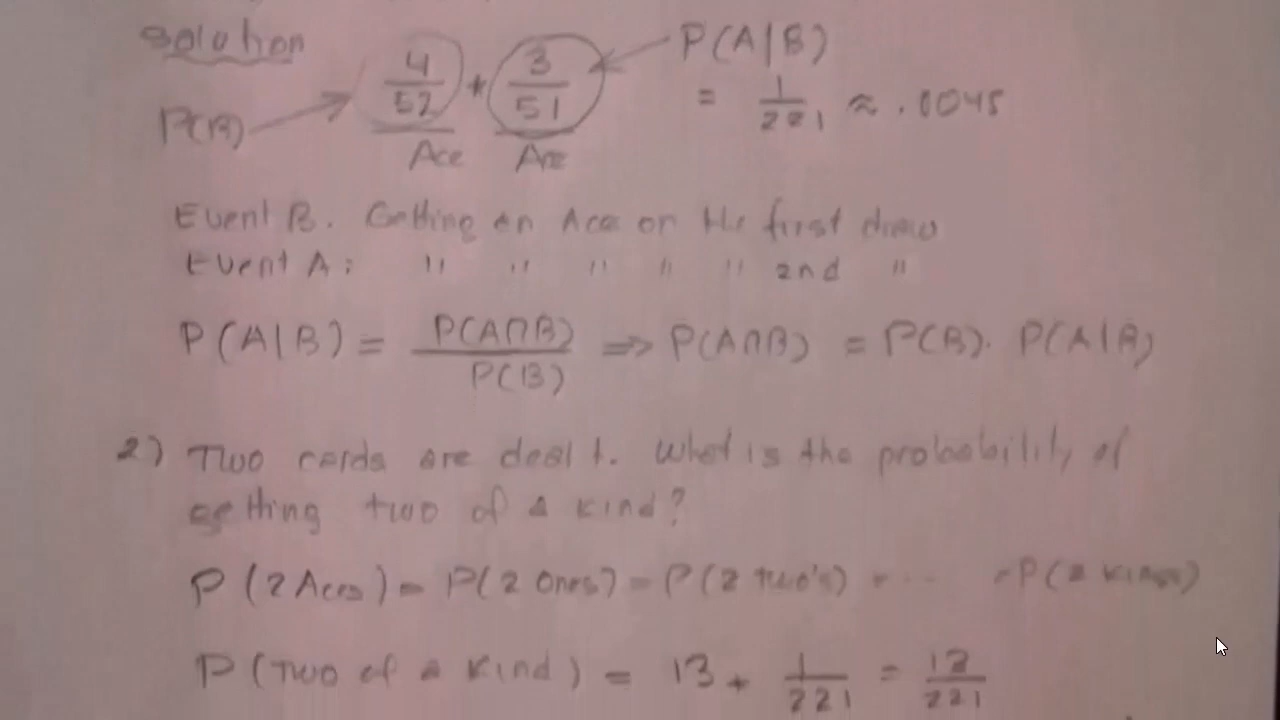 Solution
4/52 * 3/51 P(A|B)
P(B) = 1/221 ≈ .0045
Ace Ace
Event B. Getting an Ace on the first draw
Event A: " " " " " 2nd "
P(A|B) = P(A∩B)/P(B) ⇒ P(A∩B) = P(B). P(A|B)
2) Two cards are dealt. What is the probability of
getting two of a kind?
P(2 Aces) = P(2 Ones) = P(2 two's) = ... = P(2 Kings)
P(Two of a Kind) = 13 * 1/221 = 13/221